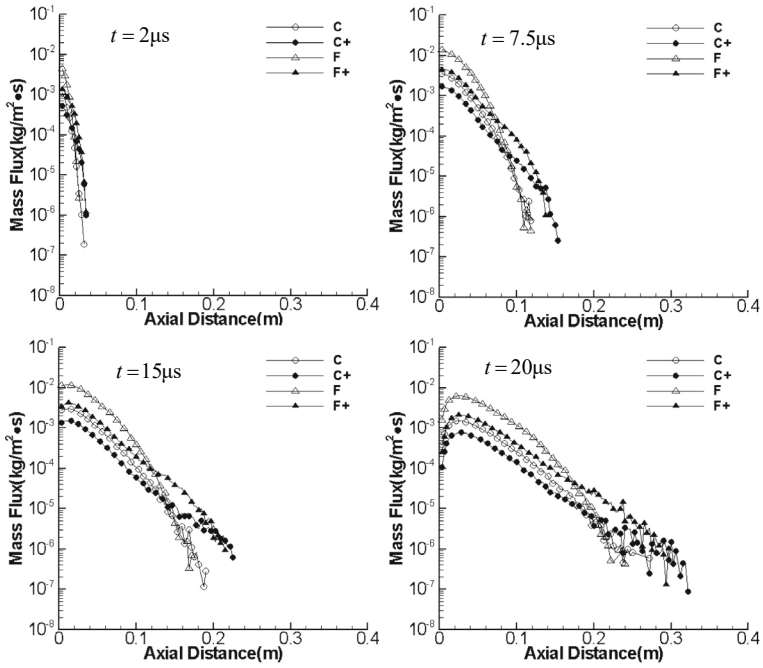 t = 2μs
C
C+
F
F+
10-1
10-2
10-3
10-4
10-5
10-6
10-7
10-8
Mass Flux(kg/m2•s)
0 0.1 0.2 0.3 0.4
Axial Distance(m)
t = 7.5μs
C
C+
F
F+
10-1
10-2
10-3
10-4
10-5
10-6
10-7
10-8
Mass Flux(kg/m2•s)
0 0.1 0.2 0.3 0.4
Axial Distance(m)
t = 15μs
C
C+
F
F+
10-1
10-2
10-3
10-4
10-5
10-6
10-7
10-8
Mass Flux(kg/m2•s)
0 0.1 0.2 0.3 0.4
Axial Distance(m)
t = 20μs
C
C+
F
F+
10-1
10-2
10-3
10-4
10-5
10-6
10-7
10-8
Mass Flux(kg/m2•s)
0 0.1 0.2 0.3 0.4
Axial Distance(m)